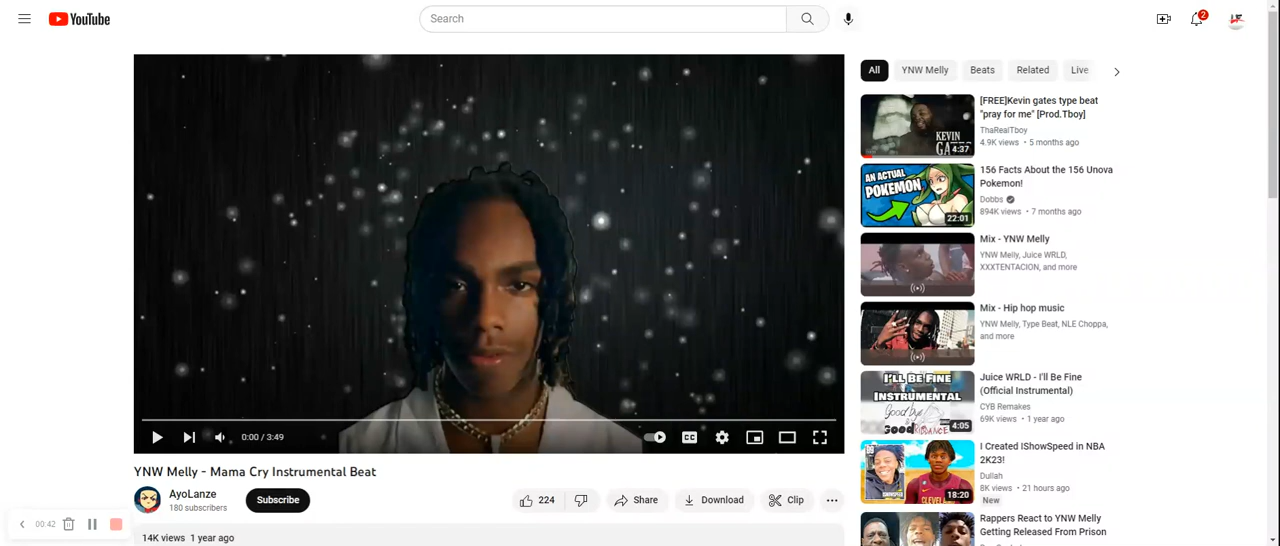 YouTube
Search
2
All
YNW Melly
Beats
Related
Live
KEVIN
GATES
4:37
[FREE]Kevin gates type beat
"pray for me" [Prod.Tboy]
ThaRealTboy
4.9K views • 5 months ago
AN ACTUAL
POKEMON
22:01
156 Facts About the 156 Unova
Pokemon!
Dobbs
894K views • 7 months ago
Mix - YNW Melly
YNW Melly, Juice WRLD,
XXXTENTACION, and more
Mix - Hip hop music
YNW Melly, Type Beat, NLE Choppa,
and more
I'LL BE FINE
INSTRUMENTAL
4:05
Juice WRLD - I'll Be Fine
(Official Instrumental)
CYB Remakes
69K views • 1 year ago
18:20
I Created IShowSpeed in NBA
2K23!
Dullah
8K views • 21 hours ago
New
Rappers React to YNW Melly
Getting Released From Prison
0:00 / 3:49
CC
YNW Melly - Mama Cry Instrumental Beat
AyoLanze
180 subscribers
Subscribe
224
Share
Download
Clip
00:42
14K views 1 year ago